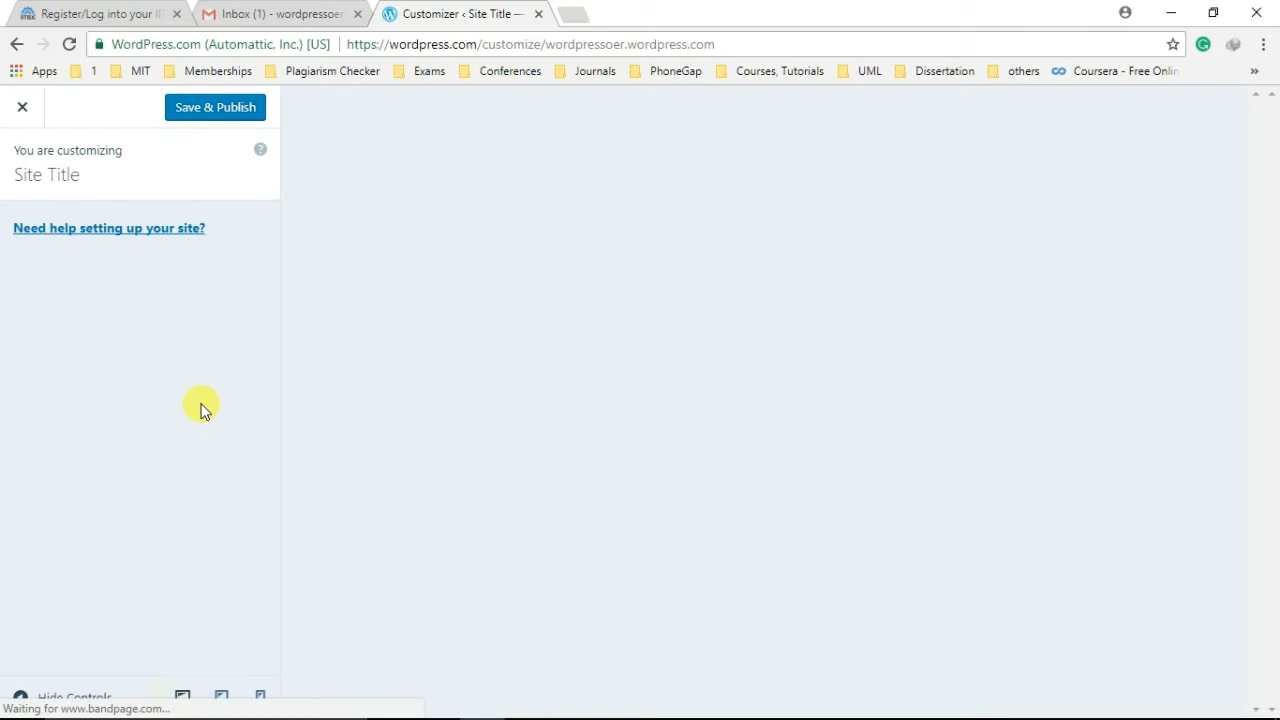 Register/Log into your I
Inbox (1) - wordpressoer
Customizer ‹ Site Title —
WordPress.com (Automattic, Inc.) [US]
https://wordpress.com/customize/wordpressoer.wordpress.com
Apps 1 MIT Memberships Plagiarism Checker Exams Conferences Journals PhoneGap Courses, Tutorials UML Dissertation others Coursera - Free Onlin »
Save & Publish
You are customizing
Site Title
Need help setting up your site?
Hide Controls
Waiting for www.bandpage.com...